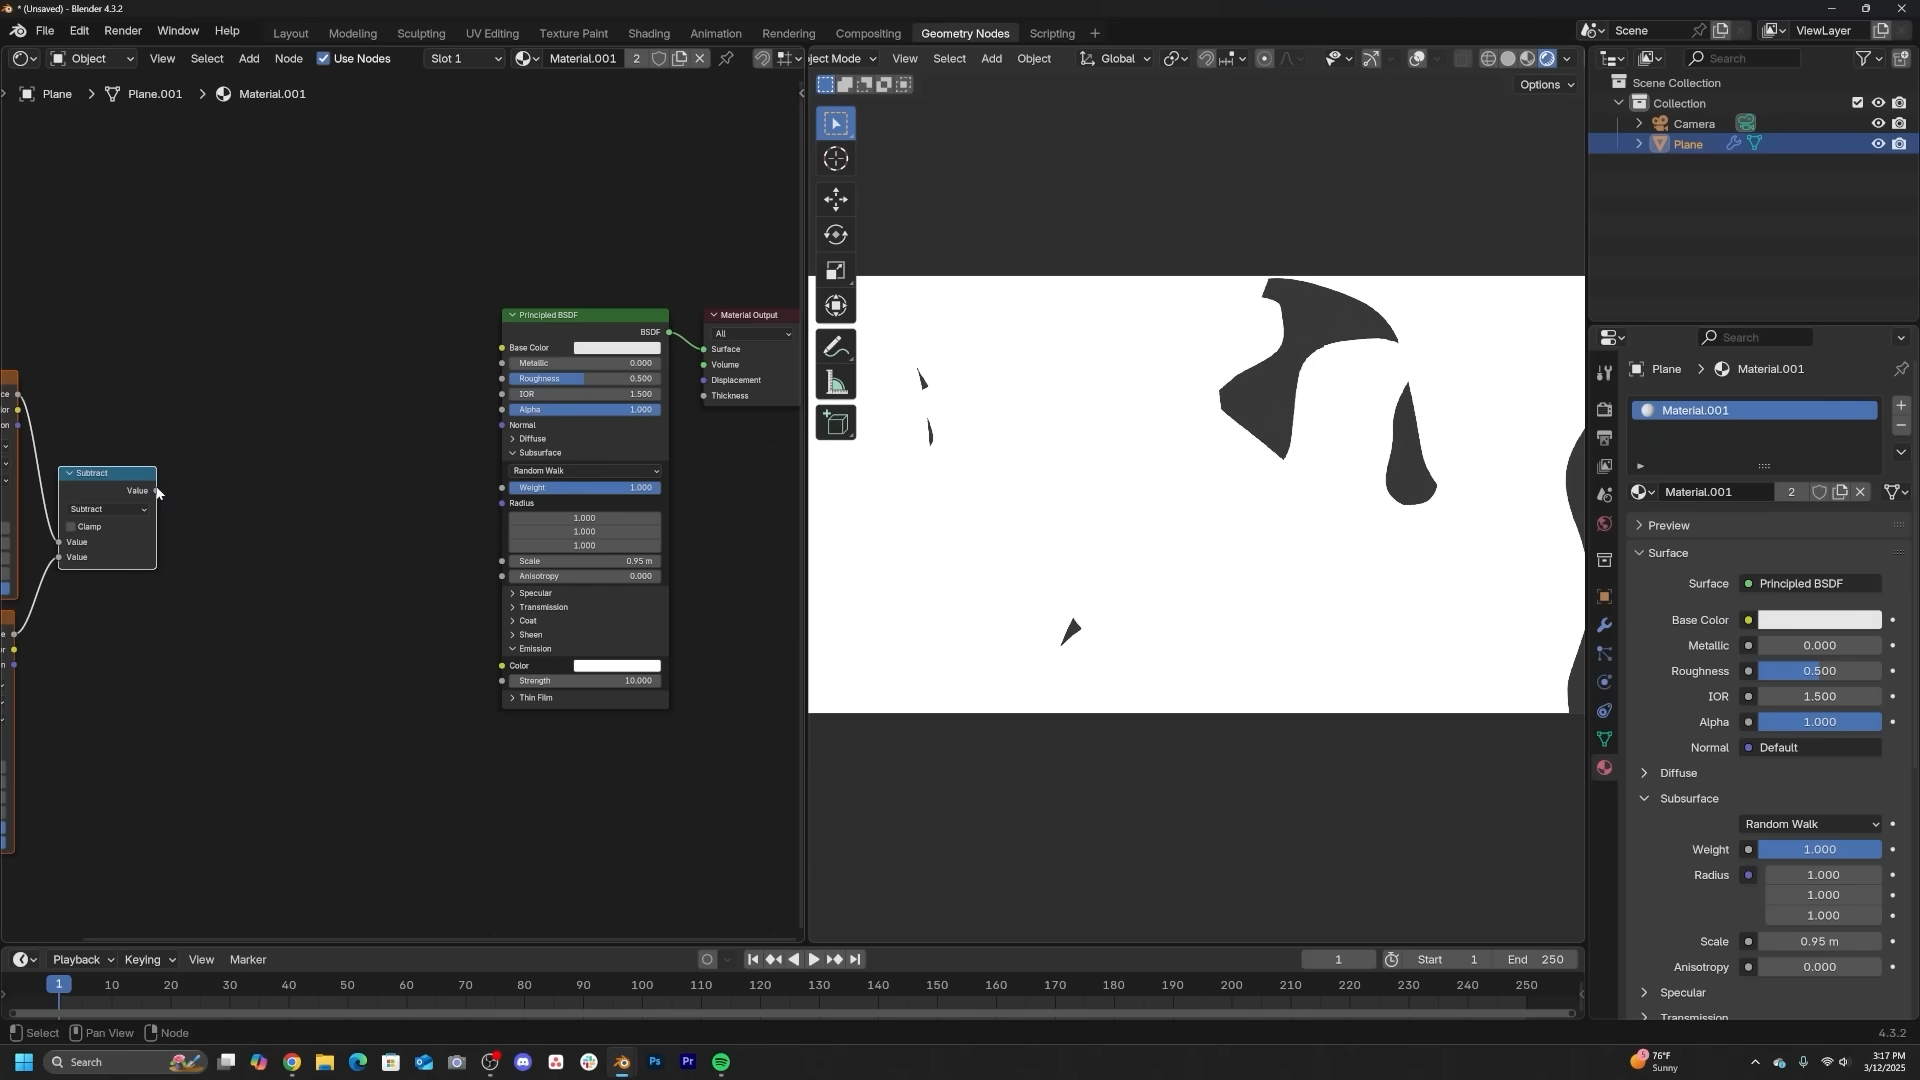 * (Unsaved) - Blender 4.3.2
File Edit Render Window Help
Layout Modeling Sculpting UV Editing Texture Paint Shading Animation Rendering Compositing Geometry Nodes Scripting +
Scene
ViewLayer
Object View Select Add Node Use Nodes Slot 1 Material.001 2
ject Mode View Select Add Object Global
Search
Plane > Plane.001 > Material.001
Options
Scene Collection
Collection
Camera
Plane
Subtract
Value
Subtract
Clamp
Value
Value
Principled BSDF
BSDF
Base Color
Metallic 0.000
Roughness 0.500
IOR 1.500
Alpha 1.000
Normal
Diffuse
Subsurface
Random Walk
Weight 1.000
Radius
1.000
1.000
1.000
Scale 0.95 m
Anisotropy 0.000
Specular
Transmission
Coat
Sheen
Emission
Color
Strength 10.000
Thin Film
Material Output
All
Surface
Volume
Displacement
Thickness
Search
Plane > Material.001
Material.001
Material.001 2
Preview
Surface
Surface Principled BSDF
Base Color
Metallic 0.000
Roughness 0.500
IOR 1.500
Alpha 1.000
Normal Default
Diffuse
Subsurface
Random Walk
Weight 1.000
Radius 1.000
1.000
1.000
Scale 0.95 m
Anisotropy 0.000
Specular
Transmission
Playback Keying View Marker
1 Start 1 End 250
1 10 20 30 40 50 60 70 80 90 100 110 120 130 140 150 160 170 180 190 200 210 220 230 240 250
Select Pan View Node
4.3.2
Search
Ps
Pr
76°F
Sunny
3:17 PM
3/12/2025